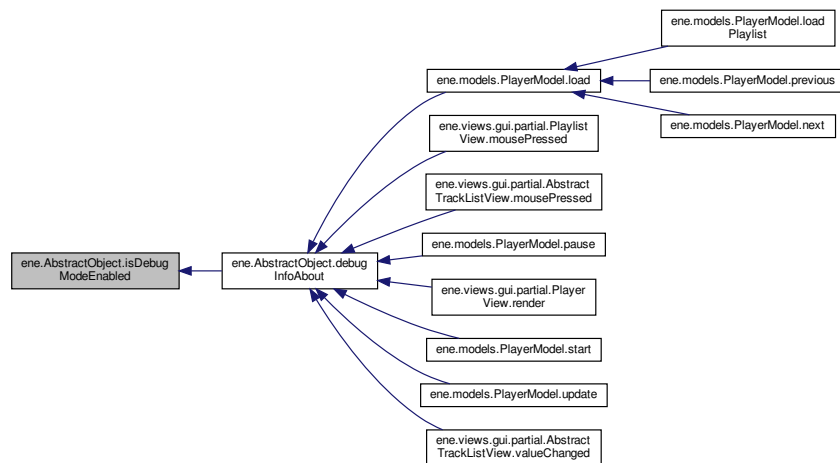 ene.models.PlayerModel.load
Playlist
ene.models.PlayerModel.load
ene.models.PlayerModel.previous
ene.models.PlayerModel.next
ene.views.gui.partial.Playlist
View.mousePressed
ene.views.gui.partial.Abstract
TrackListView.mousePressed
ene.models.PlayerModel.pause
ene.AbstractObject.isDebug
ModeEnabled
ene.AbstractObject.debug
InfoAbout
ene.views.gui.partial.Player
View.render
ene.models.PlayerModel.start
ene.models.PlayerModel.update
ene.views.gui.partial.Abstract
TrackListView.valueChanged